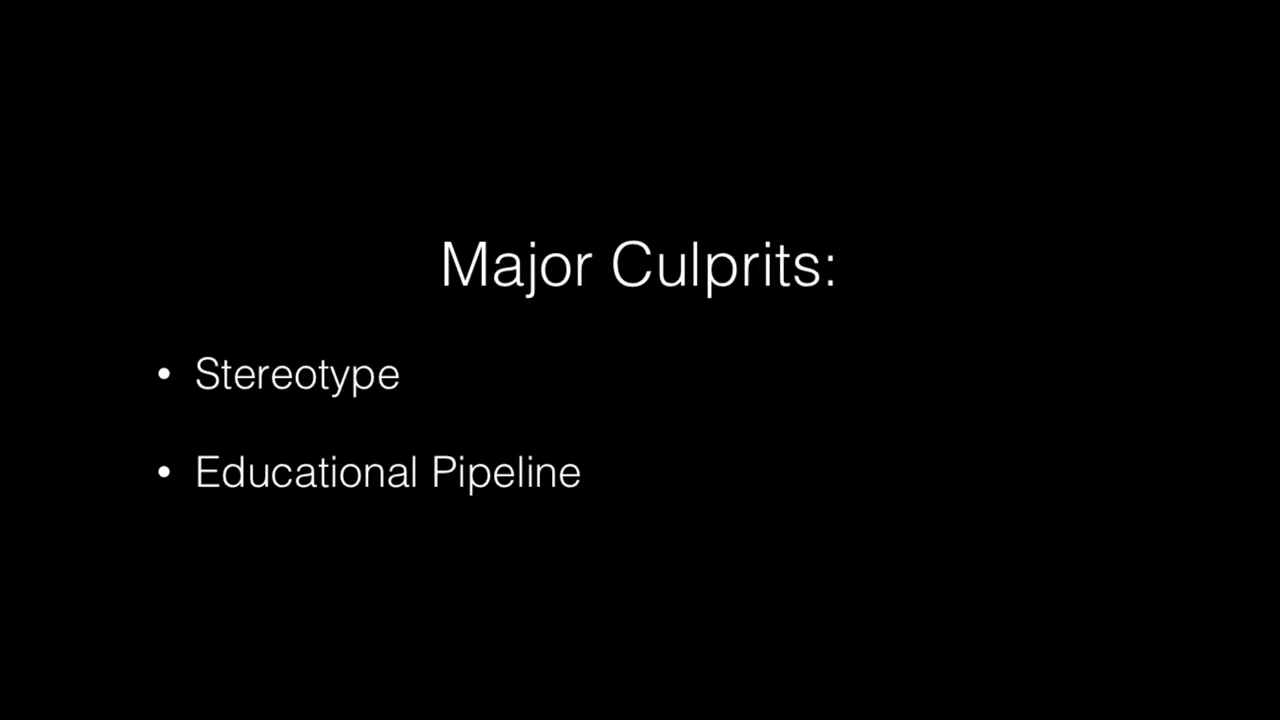 Major Culprits:
• Stereotype
• Educational Pipeline